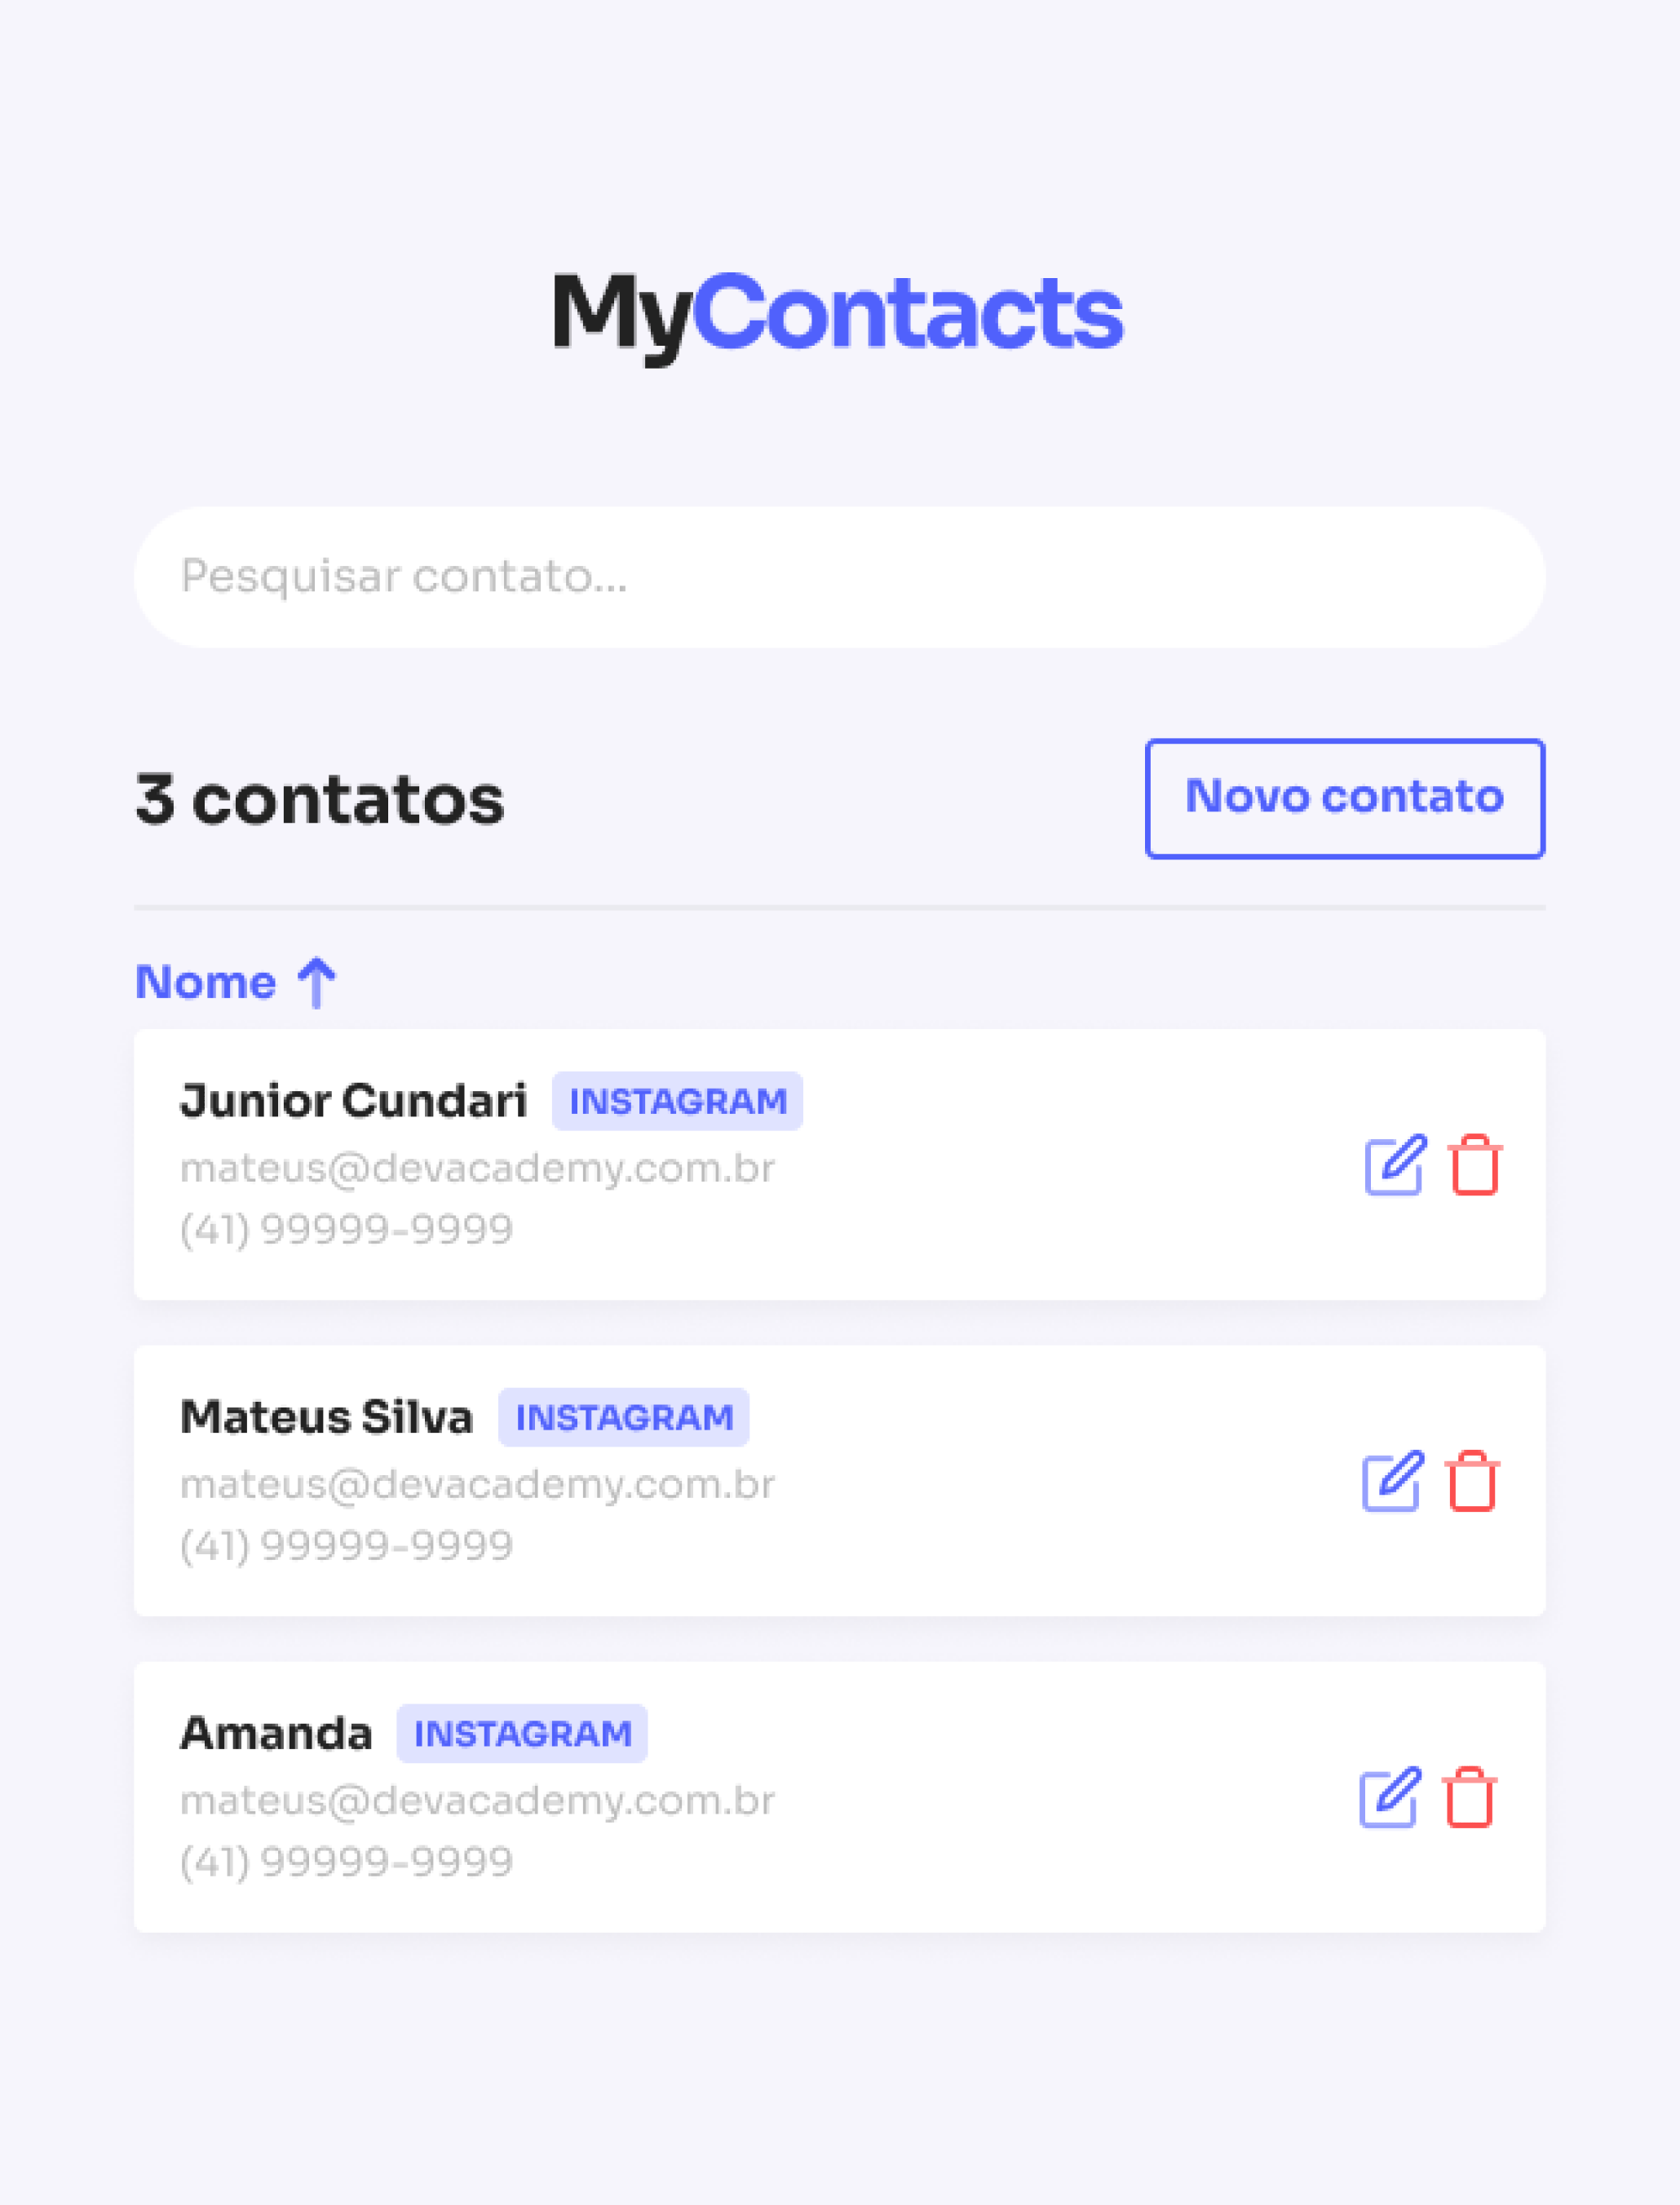 MyContacts
Pesquisar contato...
3 contatos
Novo contato
Nome
Junior Cundari INSTAGRAM
mateus@devacademy.com.br
(41) 99999-9999
Mateus Silva INSTAGRAM
mateus@devacademy.com.br
(41) 99999-9999
Amanda INSTAGRAM
mateus@devacademy.com.br
(41) 99999-9999